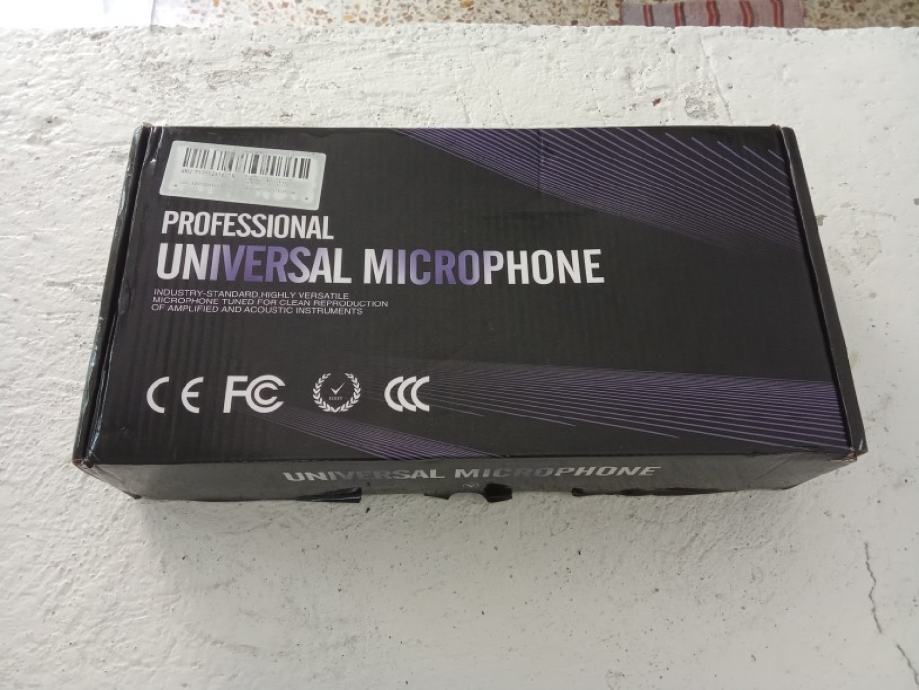 PROFESSIONAL
UNIVERSAL MICROPHONE
INDUSTRY-STANDARD,HIGHLY VERSATILE
MICROPHONE TUNED FOR CLEAN REPRODUCTION
OF AMPLIFIED AND ACOUSTIC INSTRUMENTS
CE FC CCC
UNIVERSAL MICROPHONE